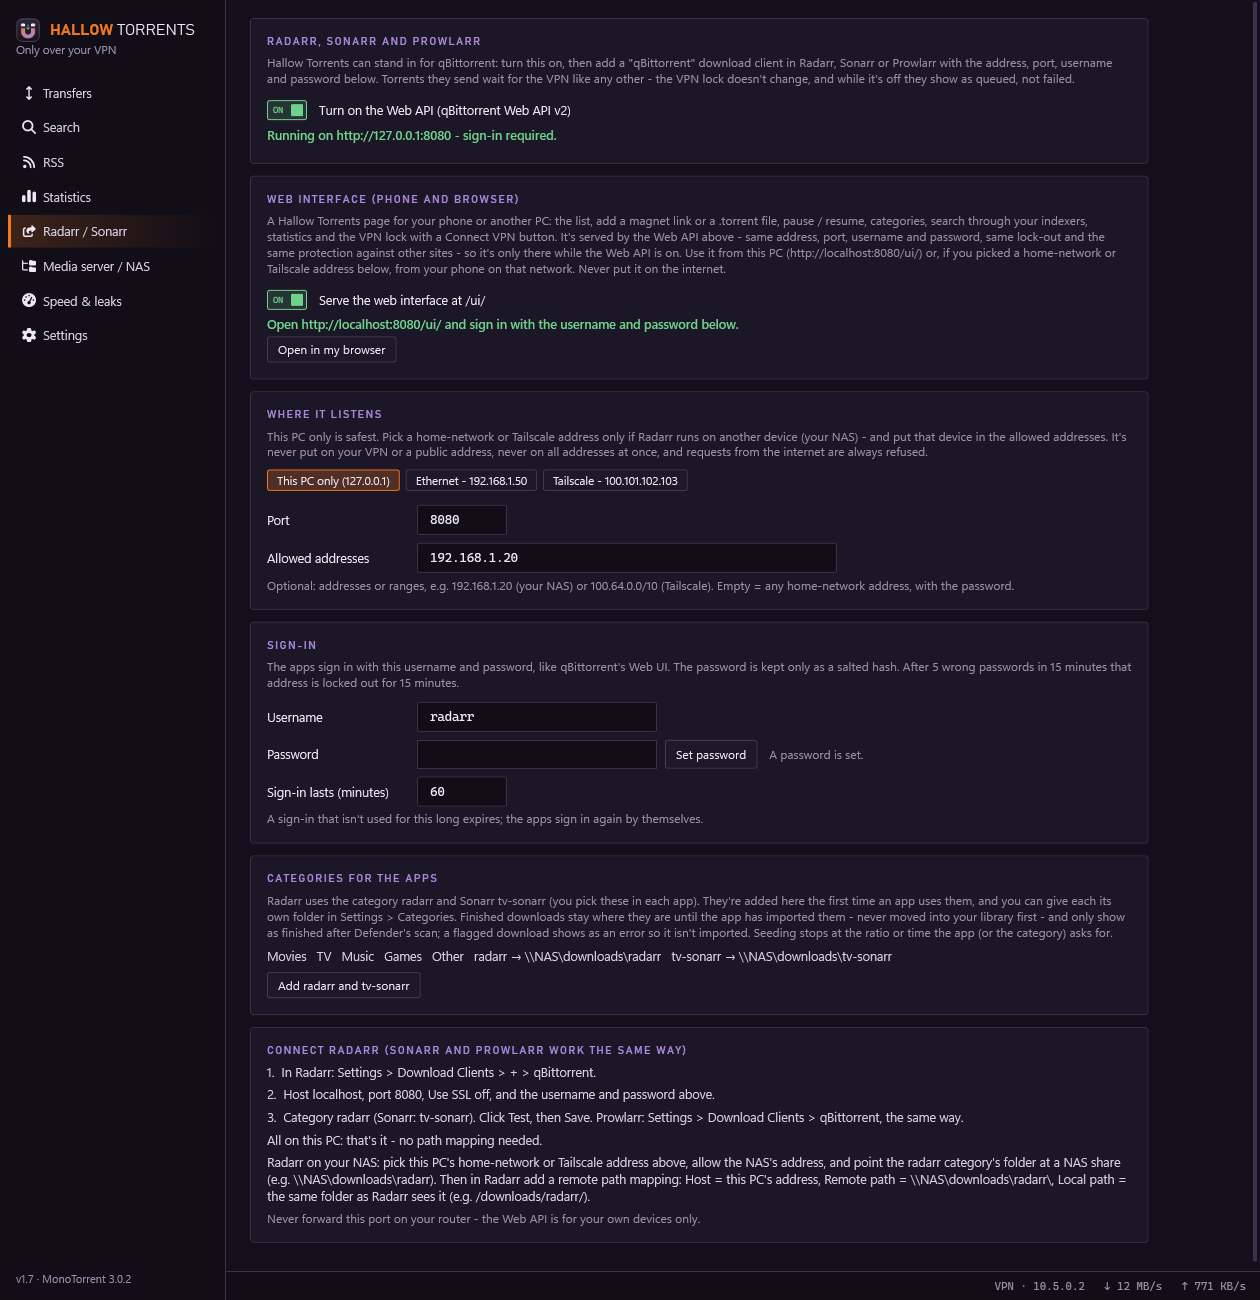 HALLOW TORRENTS
Only over your VPN
Transfers
Search
RSS
Statistics
Radarr / Sonarr
Media server / NAS
Speed & leaks
Settings
v1.7 · MonoTorrent 3.0.2
RADARR, SONARR AND PROWLARR
Hallow Torrents can stand in for qBittorrent: turn this on, then add a "qBittorrent" download client in Radarr, Sonarr or Prowlarr with the address, port, username
and password below. Torrents they send wait for the VPN like any other - the VPN lock doesn't change, and while it's off they show as queued, not failed.
ON Turn on the Web API (qBittorrent Web API v2)
Running on http://127.0.0.1:8080 - sign-in required.
WEB INTERFACE (PHONE AND BROWSER)
A Hallow Torrents page for your phone or another PC: the list, add a magnet link or a .torrent file, pause / resume, categories, search through your indexers,
statistics and the VPN lock with a Connect VPN button. It's served by the Web API above - same address, port, username and password, same lock-out and the
same protection against other sites - so it's only there while the Web API is on. Use it from this PC (http://localhost:8080/ui/) or, if you picked a home-network or
Tailscale address below, from your phone on that network. Never put it on the internet.
ON Serve the web interface at /ui/
Open http://localhost:8080/ui/ and sign in with the username and password below.
Open in my browser
WHERE IT LISTENS
This PC only is safest. Pick a home-network or Tailscale address only if Radarr runs on another device (your NAS) - and put that device in the allowed addresses. It's
never put on your VPN or a public address, never on all addresses at once, and requests from the internet are always refused.
This PC only (127.0.0.1) Ethernet - 192.168.1.50 Tailscale - 100.101.102.103
Port 8080
Allowed addresses 192.168.1.20
Optional: addresses or ranges, e.g. 192.168.1.20 (your NAS) or 100.64.0.0/10 (Tailscale). Empty = any home-network address, with the password.
SIGN-IN
The apps sign in with this username and password, like qBittorrent's Web UI. The password is kept only as a salted hash. After 5 wrong passwords in 15 minutes that
address is locked out for 15 minutes.
Username radarr
Password Set password A password is set.
Sign-in lasts (minutes) 60
A sign-in that isn't used for this long expires; the apps sign in again by themselves.
CATEGORIES FOR THE APPS
Radarr uses the category radarr and Sonarr tv-sonarr (you pick these in each app). They're added here the first time an app uses them, and you can give each its
own folder in Settings > Categories. Finished downloads stay where they are until the app has imported them - never moved into your library first - and only show
as finished after Defender's scan; a flagged download shows as an error so it isn't imported. Seeding stops at the ratio or time the app (or the category) asks for.
Movies TV Music Games Other radarr → \\NAS\downloads\radarr tv-sonarr → \\NAS\downloads\tv-sonarr
Add radarr and tv-sonarr
CONNECT RADARR (SONARR AND PROWLARR WORK THE SAME WAY)
1. In Radarr: Settings > Download Clients > + > qBittorrent.
2. Host localhost, port 8080, Use SSL off, and the username and password above.
3. Category radarr (Sonarr: tv-sonarr). Click Test, then Save. Prowlarr: Settings > Download Clients > qBittorrent, the same way.
All on this PC: that's it - no path mapping needed.
Radarr on your NAS: pick this PC's home-network or Tailscale address above, allow the NAS's address, and point the radarr category's folder at a NAS share
(e.g. \\NAS\downloads\radarr). Then in Radarr add a remote path mapping: Host = this PC's address, Remote path = \\NAS\downloads\radarr\, Local path =
the same folder as Radarr sees it (e.g. /downloads/radarr/).
Never forward this port on your router - the Web API is for your own devices only.
VPN · 10.5.0.2 ↓ 12 MB/s ↑ 771 KB/s